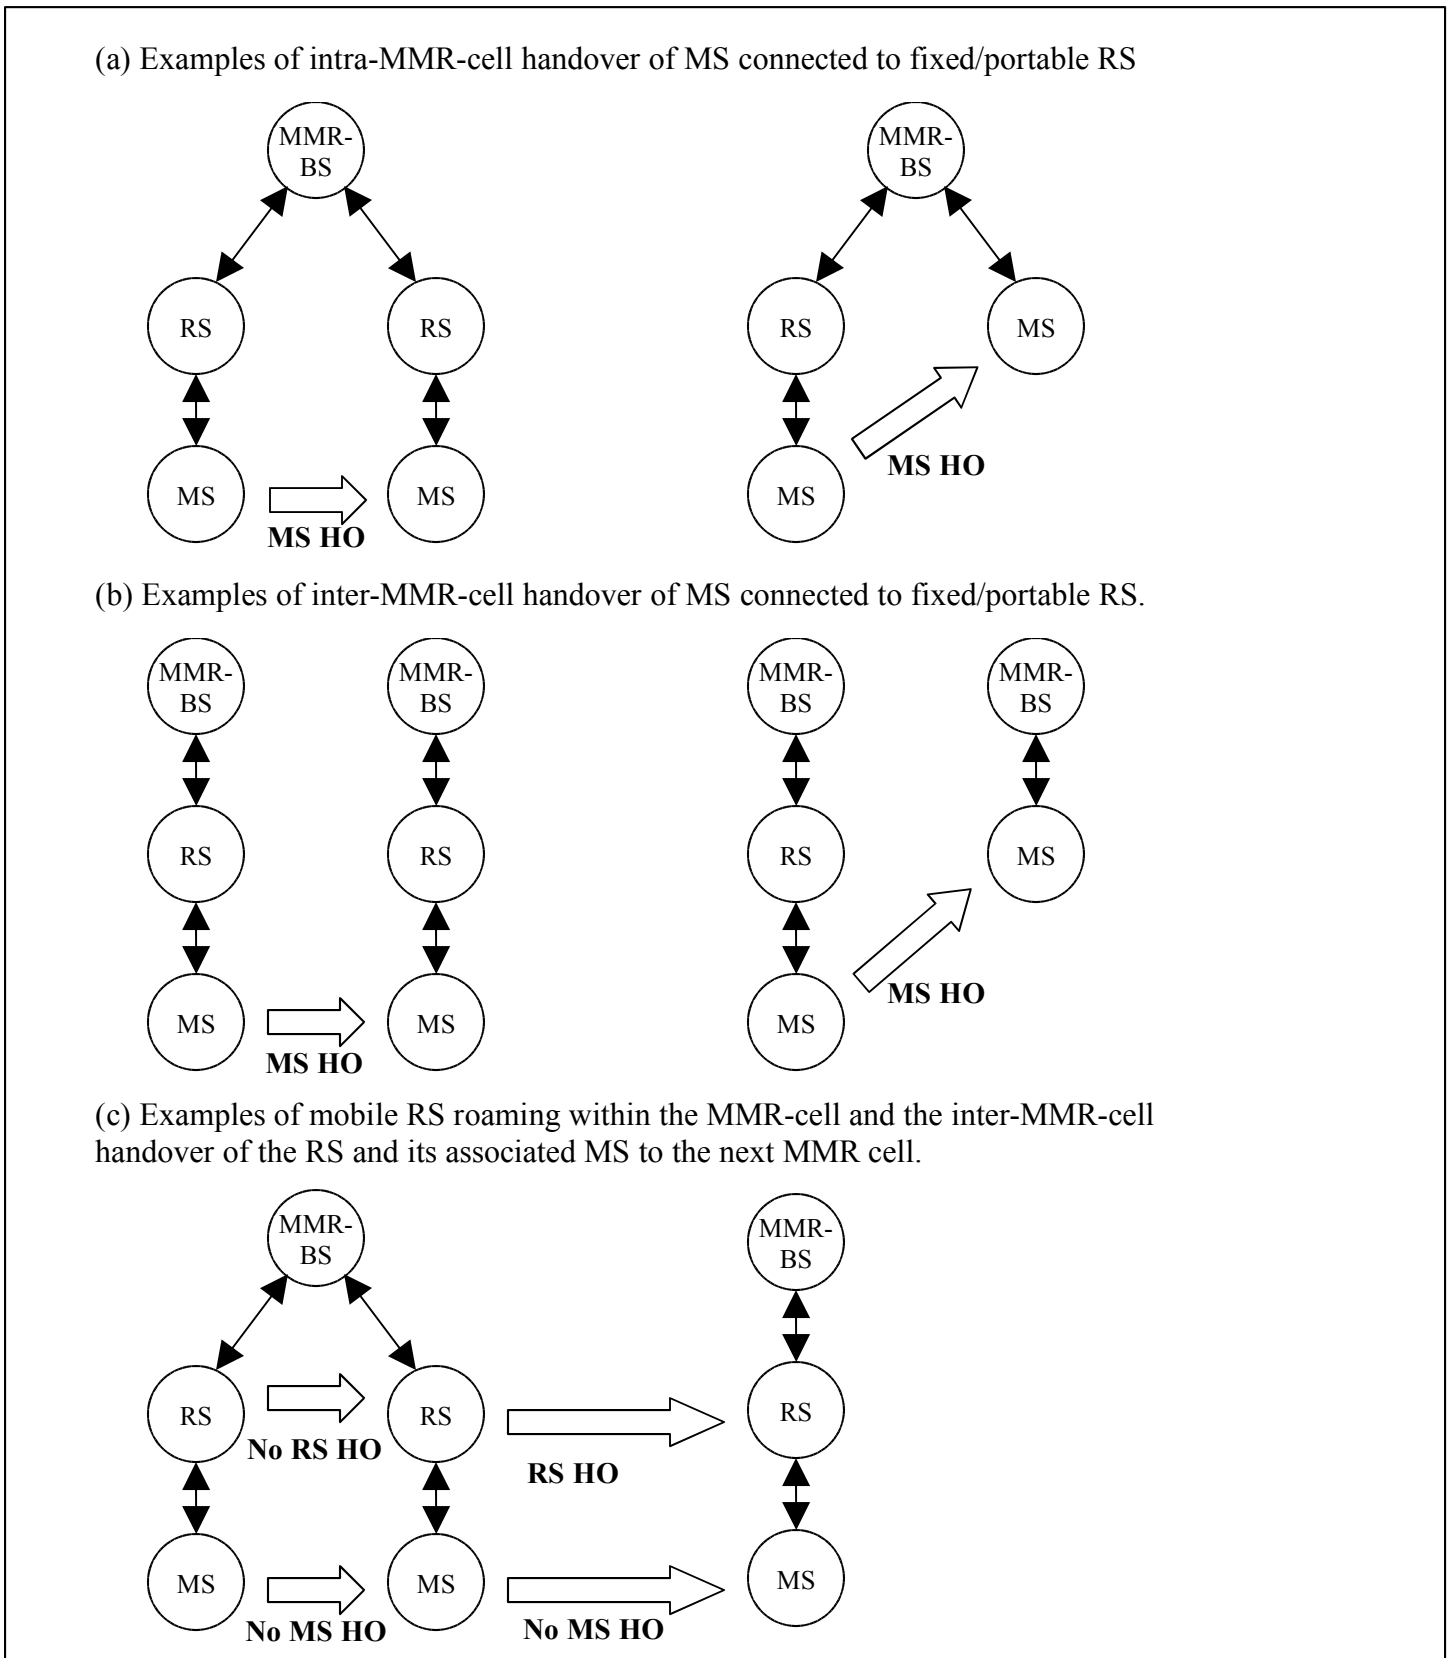 (a) Examples of intra-MMR-cell handover of MS connected to fixed/portable RS
MMR-
BS
MMR-
BS
RS
RS
RS
MS
MS
MS
MS
MS HO
MS HO
(b) Examples of inter-MMR-cell handover of MS connected to fixed/portable RS.
MMR-
BS
MMR-
BS
MMR-
BS
MMR-
BS
RS
RS
RS
MS
MS
MS
MS
MS HO
MS HO
(c) Examples of mobile RS roaming within the MMR-cell and the inter-MMR-cell
handover of the RS and its associated MS to the next MMR cell.
MMR-
BS
MMR-
BS
RS
RS
RS
No RS HO
RS HO
MS
MS
MS
No MS HO
No MS HO